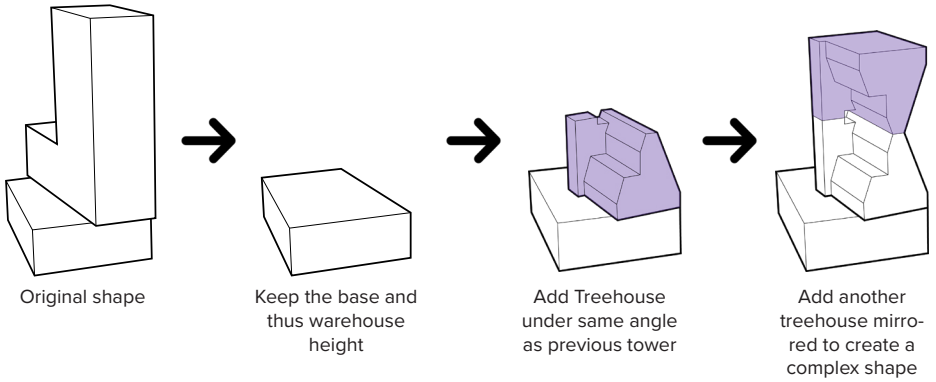 Original shape
Keep the base and
thus warehouse
height
Add Treehouse
under same angle
as previous tower
Add another
treehouse mirro-
red to create a
complex shape